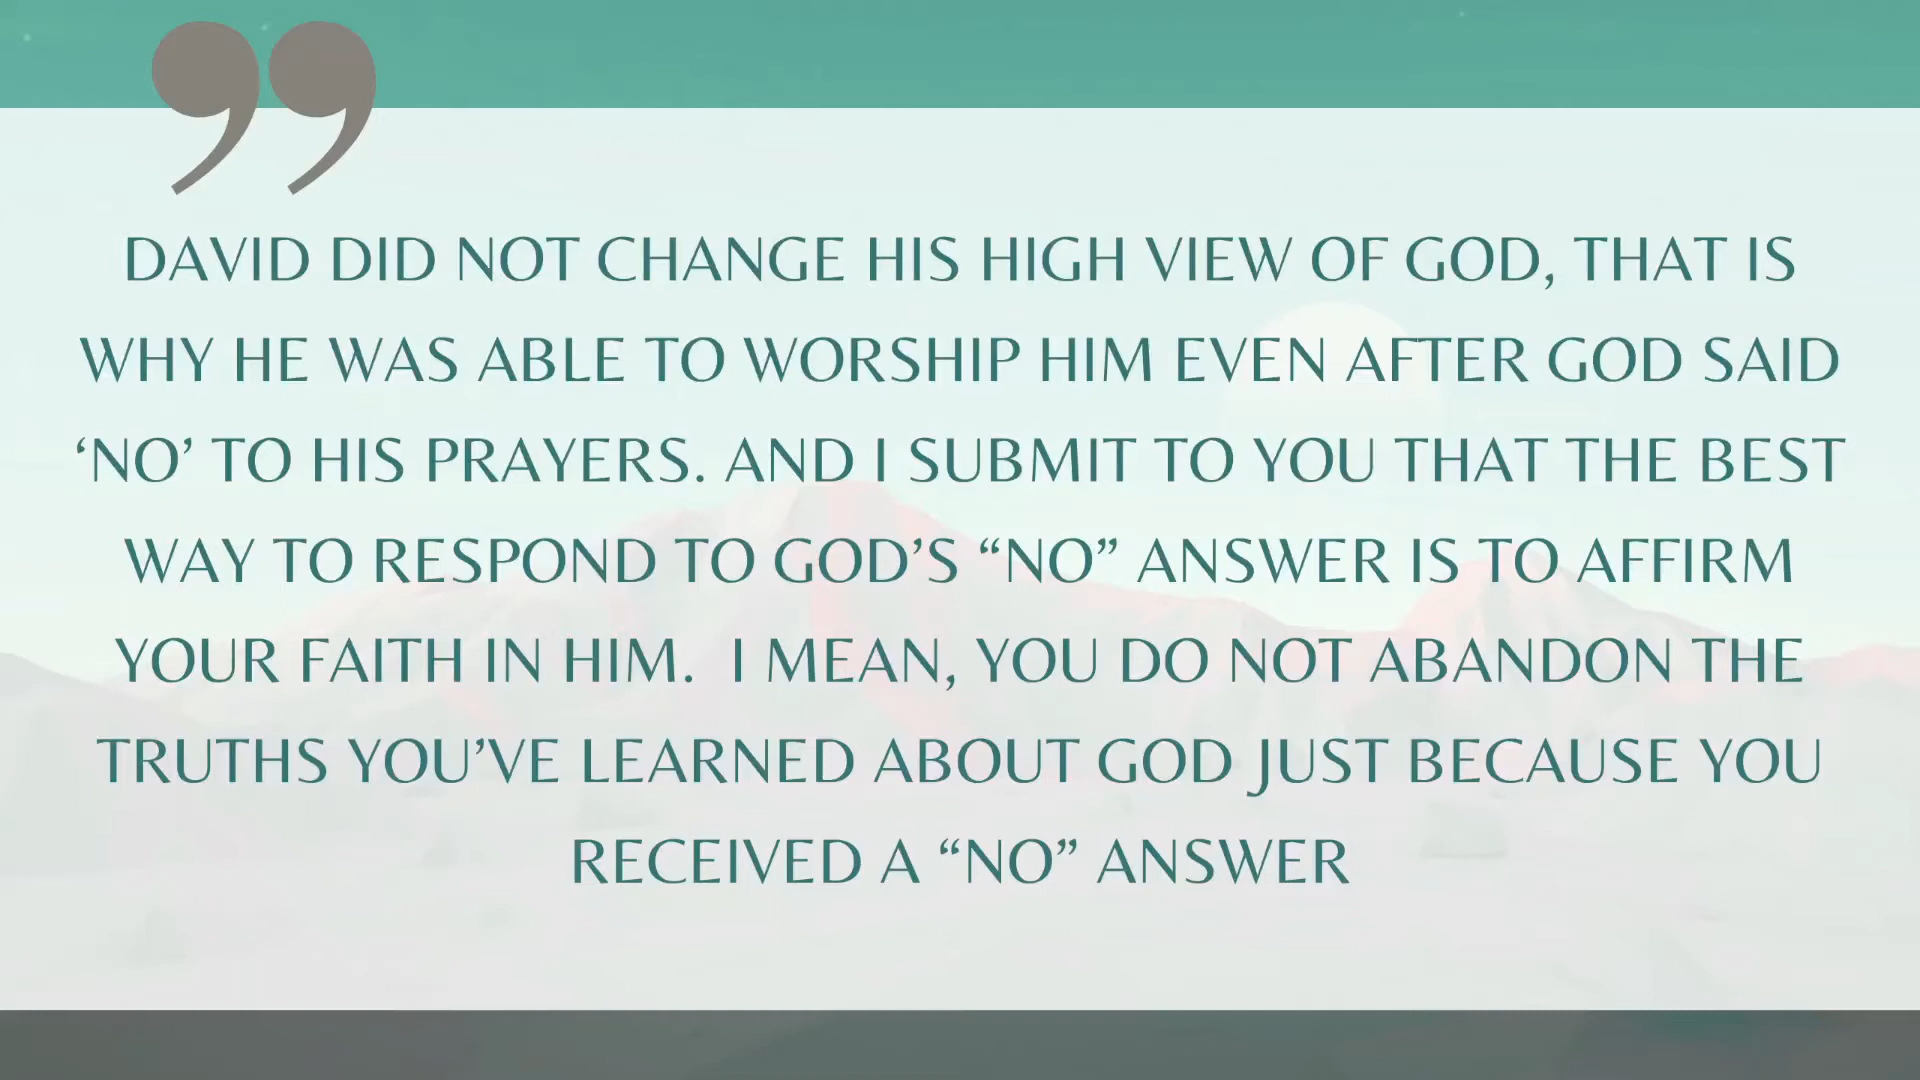 DAVID DID NOT CHANGE HIS HIGH VIEW OF GOD, THAT IS
WHY HE WAS ABLE TO WORSHIP HIM EVEN AFTER GOD SAID
‘NO’ TO HIS PRAYERS. AND I SUBMIT TO YOU THAT THE BEST
WAY TO RESPOND TO GOD’S “NO” ANSWER IS TO AFFIRM
YOUR FAITH IN HIM.  I MEAN, YOU DO NOT ABANDON THE
TRUTHS YOU’VE LEARNED ABOUT GOD JUST BECAUSE YOU
RECEIVED A “NO” ANSWER